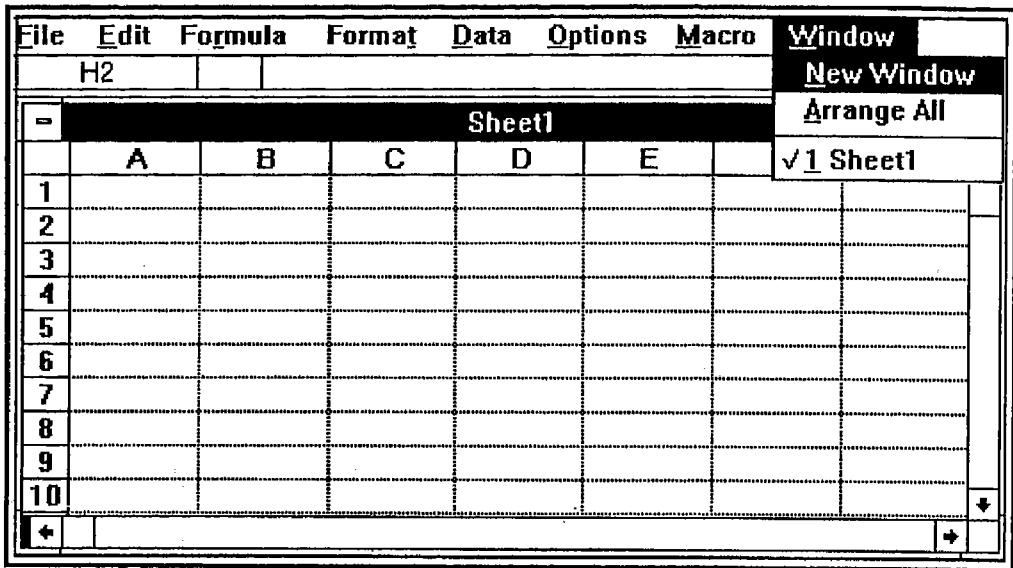 File Edit Formula Format Data Options Macro Window
H2 New Window
Arrange All
Sheet1
A B C D E √ 1 Sheet1
1
2
3
4
5
6
7
8
9
10